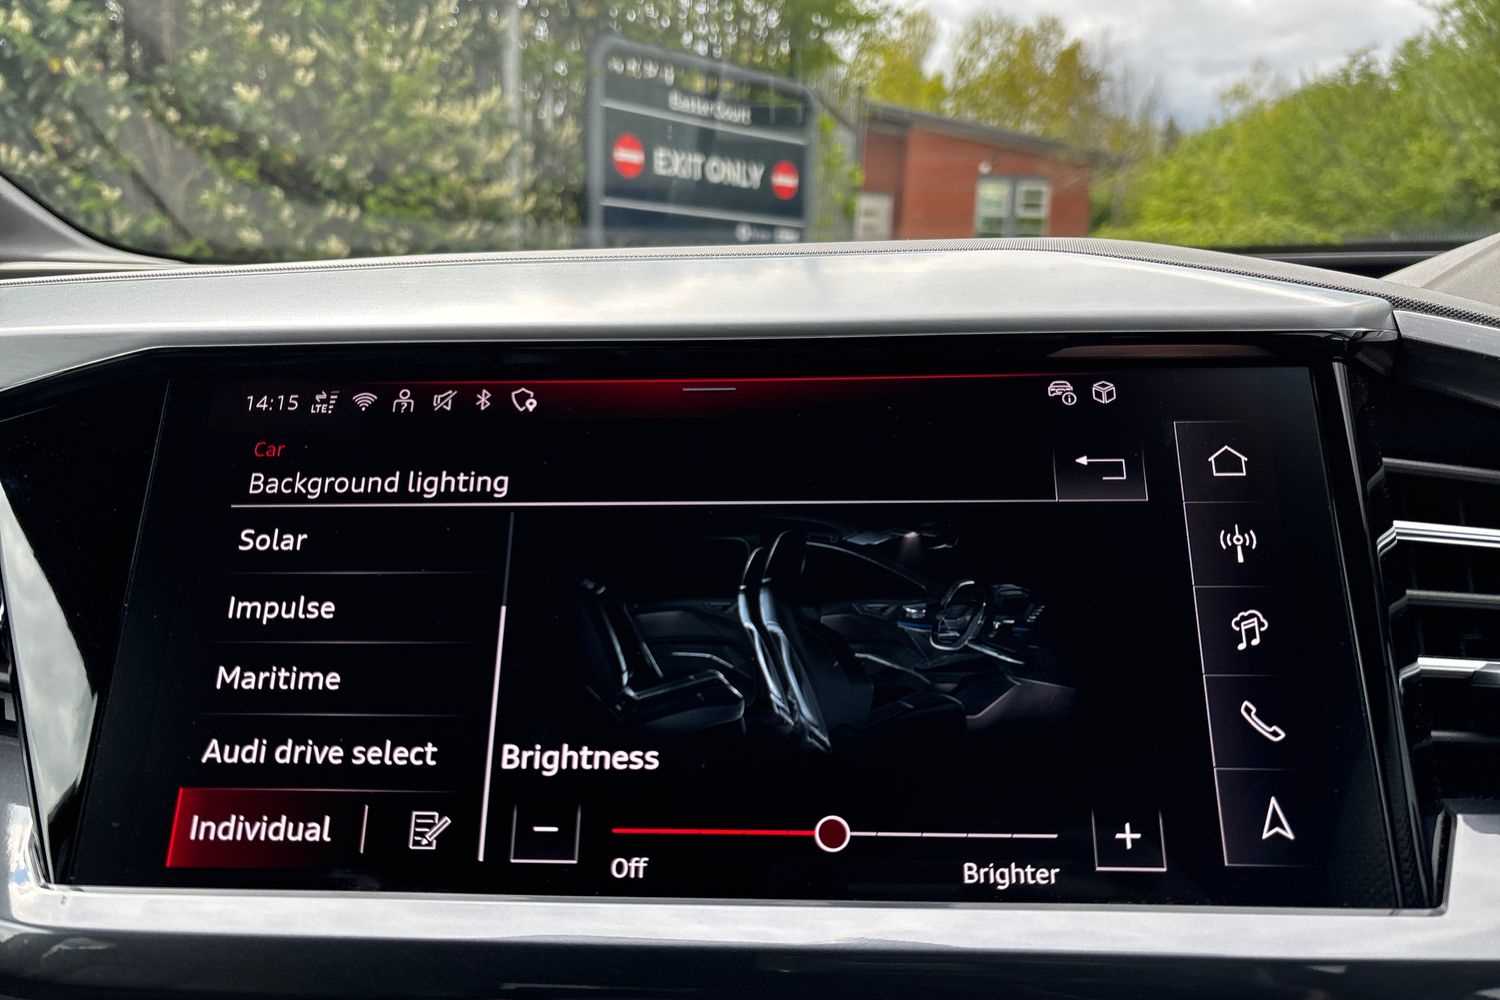 EXIT ONLY
14:15
LTE
Car
Background lighting
Solar
Impulse
Maritime
Audi drive select
Individual
Brightness
Off
Brighter